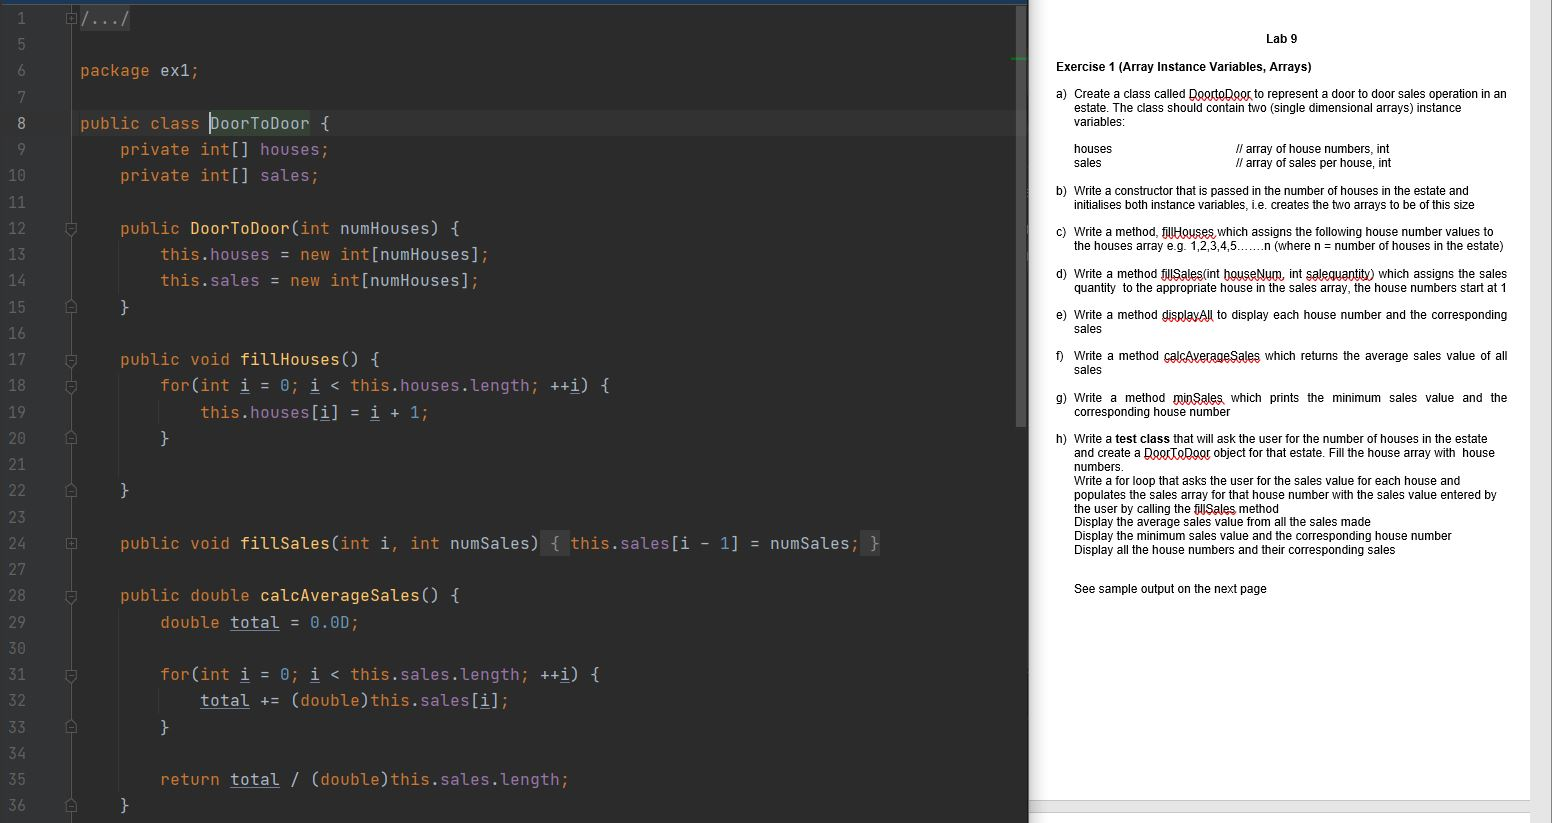 1 /.../
5
6 package ex1;
7
8 public class DoorToDoor {
9 private int[] houses;
10 private int[] sales;
11
12 public DoorToDoor(int numHouses) {
13 this.houses = new int[numHouses];
14 this.sales = new int[numHouses];
15 }
16
17 public void fillHouses() {
18 for(int i = 0; i < this.houses.length; ++i) {
19 this.houses[i] = i + 1;
20 }
21
22 }
23
24 public void fillSales(int i, int numSales) { this.sales[i - 1] = numSales; }
27
28 public double calcAverageSales() {
29 double total = 0.0D;
30
31 for(int i = 0; i < this.sales.length; ++i) {
32 total += (double)this.sales[i];
33 }
34
35 return total / (double)this.sales.length;
36 }
Lab 9
Exercise 1 (Array Instance Variables, Arrays)
a) Create a class called DoortoDoor to represent a door to door sales operation in an
estate. The class should contain two (single dimensional arrays) instance
variables:
houses // array of house numbers, int
sales // array of sales per house, int
b) Write a constructor that is passed in the number of houses in the estate and
initialises both instance variables, i.e. creates the two arrays to be of this size
c) Write a method, fillHouses which assigns the following house number values to
the houses array e.g. 1,2,3,4,5.......n (where n = number of houses in the estate)
d) Write a method fillSales(int houseNum, int salequantity) which assigns the sales
quantity to the appropriate house in the sales array, the house numbers start at 1
e) Write a method displayAll to display each house number and the corresponding
sales
f) Write a method calcAverageSales which returns the average sales value of all
sales
g) Write a method minSales which prints the minimum sales value and the
corresponding house number
h) Write a test class that will ask the user for the number of houses in the estate
and create a DoorToDoor object for that estate. Fill the house array with house
numbers.
Write a for loop that asks the user for the sales value for each house and
populates the sales array for that house number with the sales value entered by
the user by calling the fillSales method
Display the average sales value from all the sales made
Display the minimum sales value and the corresponding house number
Display all the house numbers and their corresponding sales
See sample output on the next page